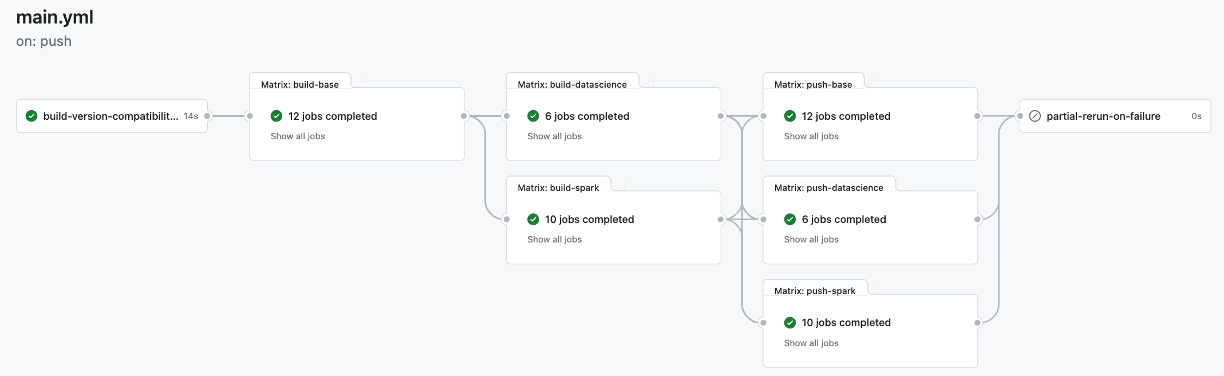 main.yml
on: push
build-version-compatibilit... 14s
Matrix: build-base
12 jobs completed
Show all jobs
Matrix: build-datascience
6 jobs completed
Show all jobs
Matrix: build-spark
10 jobs completed
Show all jobs
Matrix: push-base
12 jobs completed
Show all jobs
Matrix: push-datascience
6 jobs completed
Show all jobs
Matrix: push-spark
10 jobs completed
Show all jobs
partial-rerun-on-failure 0s